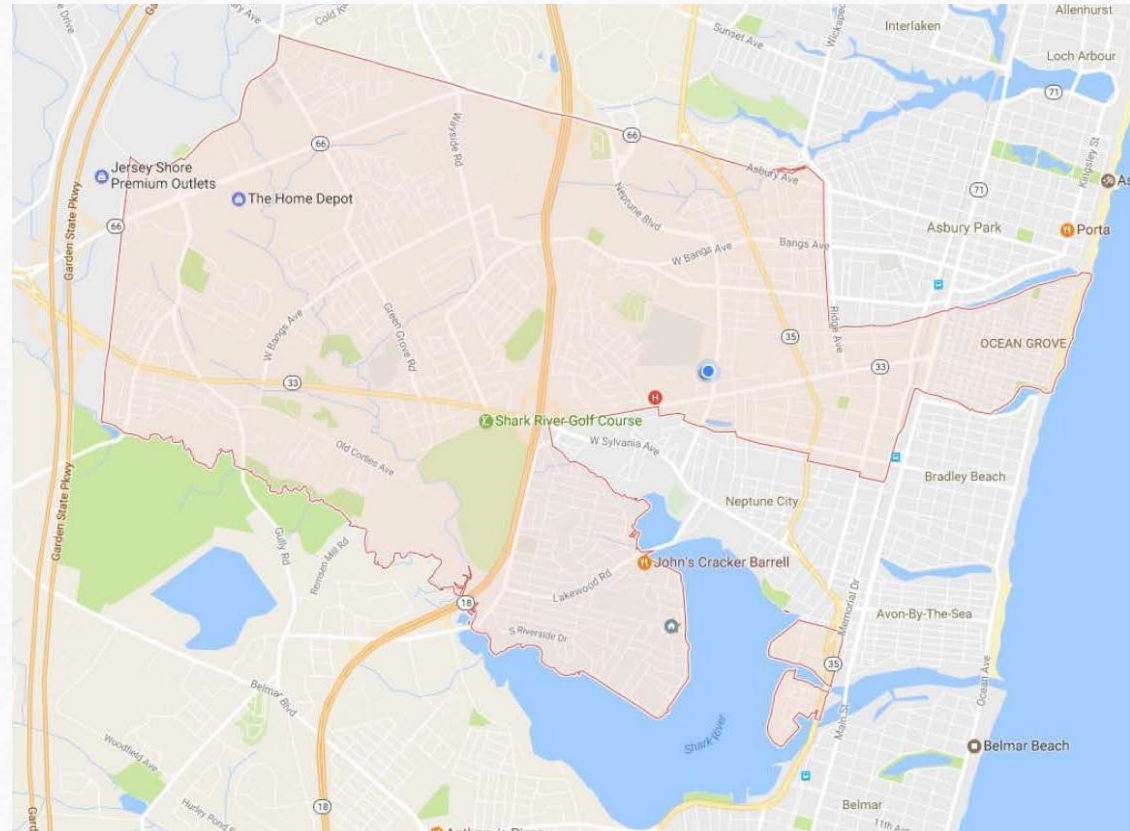 Allenhurst
Interlaken
Loch Arbour
Sunset Ave
Cold
71
Kingsley St
66
Wayside Rd
66
Asbury Ave
Jersey Shore
Premium Outlets
The Home Depot
Neptune Blvd
71
Asbury Park
Porta
66
Garden State Pkwy
W Bangs Ave
Bangs Ave
Green Grove Rd
W Bangs Ave
Ridge Ave
35
33
OCEAN GROVE
33
H
Shark River Golf Course
W Sylvania Ave
Old Corlies Ave
Bradley Beach
Neptune City
Garden State Pkwy
Gully Rd
Remsen Mill Rd
John's Cracker Barrell
Lakewood Rd
18
Memorial Dr
Avon-By-The-Sea
S Riverside Dr
35
Ocean Ave
Belmar Blvd
Main St
Shark River
Belmar Beach
Woodfield Ave
18
Belmar
11th Ave